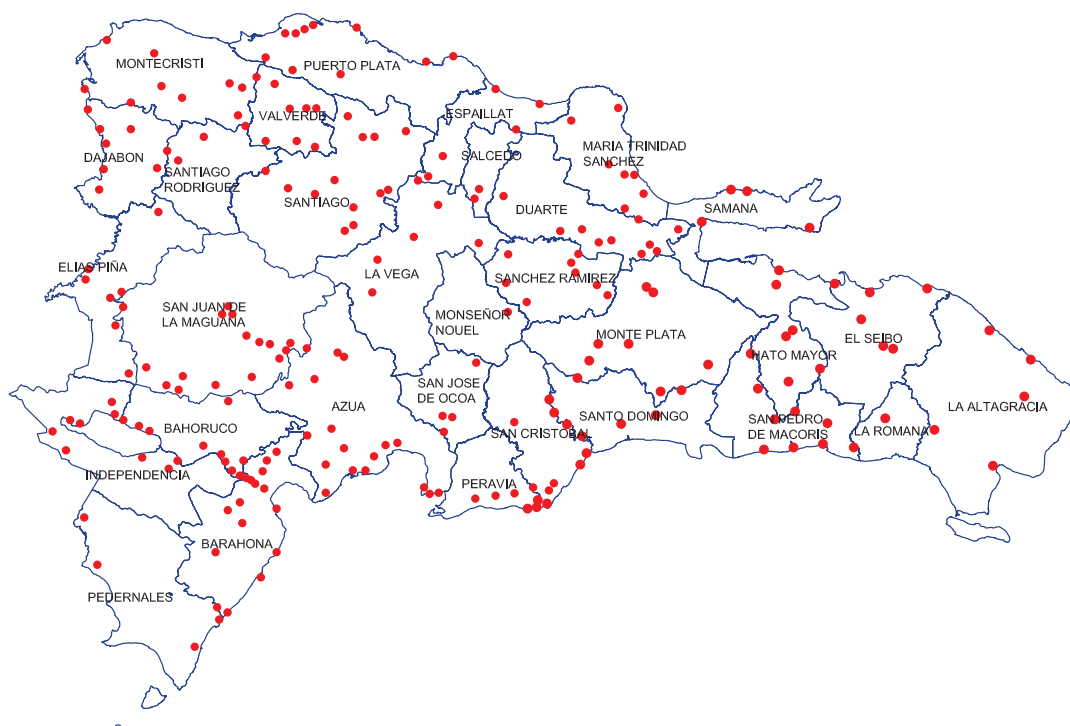 MONTECRISTI
PUERTO PLATA
VALVERDE
ESPAILLAT
DAJABON
SANTIAGO
RODRIGUEZ
SALCEDO
MARIA TRINIDAD
SANCHEZ
SANTIAGO
DUARTE
SAMANA
ELIAS PIÑA
LA VEGA
SANCHEZ RAMIREZ
SAN JUAN DE
LA MAGUANA
MONSEÑOR
NOUEL
MONTE PLATA
EL SEIBO
HATO MAYOR
SAN JOSE
DE OCOA
AZUA
LA ALTAGRACIA
BAHORUCO
SANTO DOMINGO
SAN PEDRO
DE MACORIS
LA ROMANA
SAN CRISTOBAL
INDEPENDENCIA
PERAVIA
BARAHONA
PEDERNALES